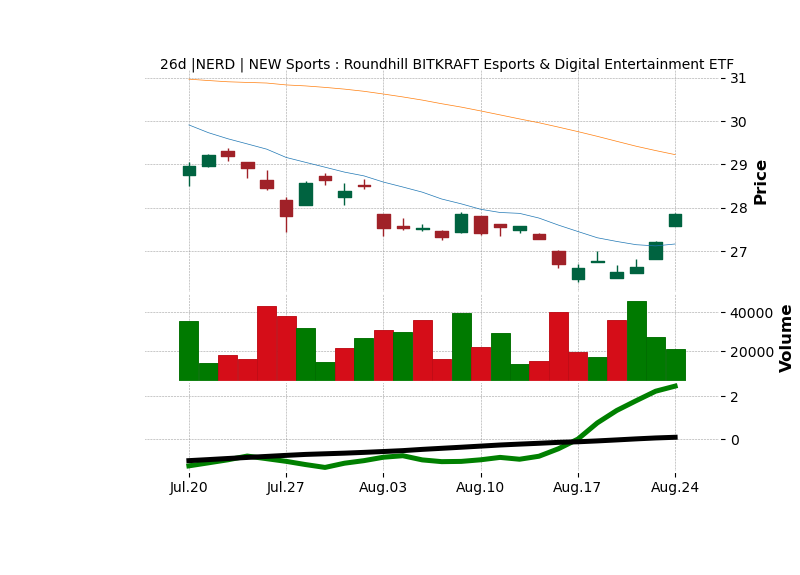 26d |NERD | NEW Sports : Roundhill BITKRAFT Esports & Digital Entertainment ETF
31
30
29
28
27
Price
40000
20000
Volume
2
0
Jul.20 Jul.27 Aug.03 Aug.10 Aug.17 Aug.24